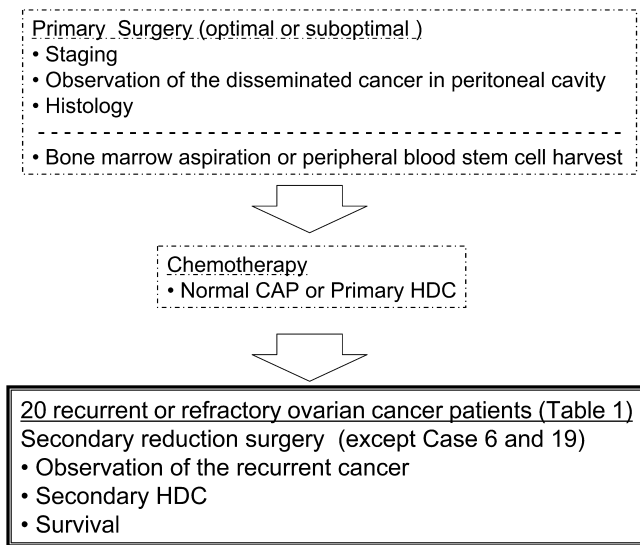 Primary Surgery (optimal or suboptimal )
• Staging
• Observation of the disseminated cancer in peritoneal cavity
• Histology
• Bone marrow aspiration or peripheral blood stem cell harvest
Chemotherapy
• Normal CAP or Primary HDC
20 recurrent or refractory ovarian cancer patients (Table 1)
Secondary reduction surgery (except Case 6 and 19)
• Observation of the recurrent cancer
• Secondary HDC
• Survival